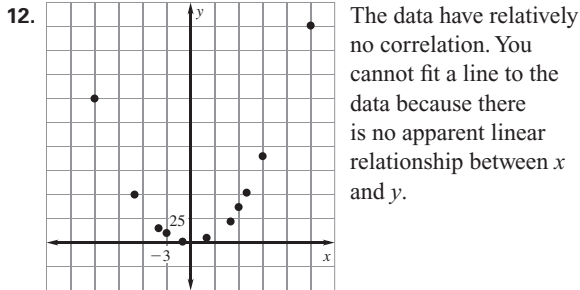 12.
y
25
−3
x
The data have relatively
no correlation. You
cannot fit a line to the
data because there
is no apparent linear
relationship between x
and y.